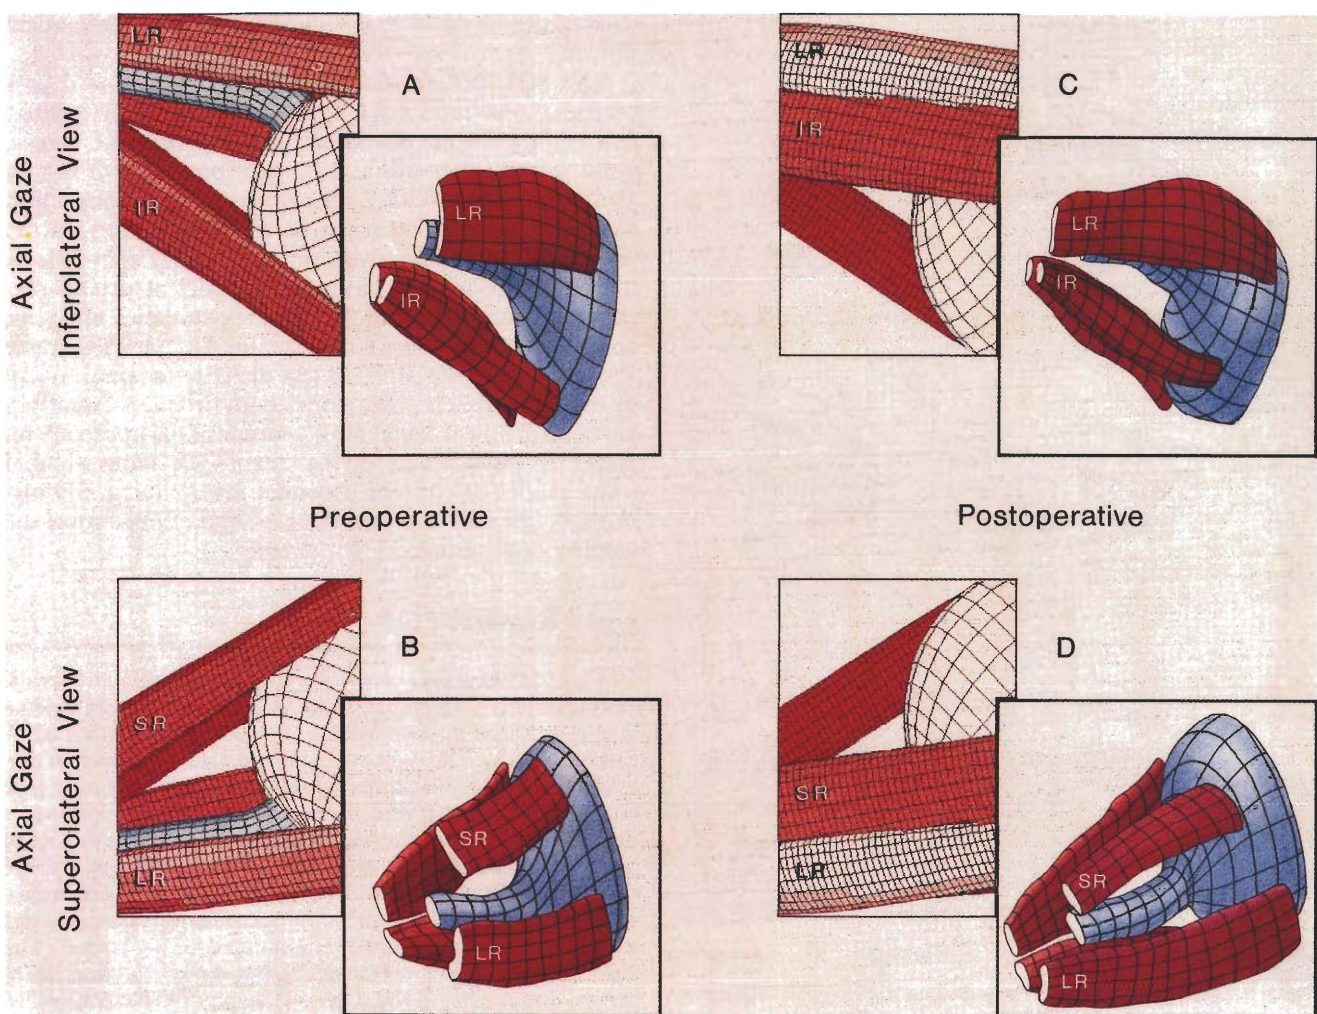 Axial Gaze
Inferolateral View
LR
IR
A
LR
IR
LR
IR
C
LR
IR
Preoperative
Postoperative
Axial Gaze
Superolateral View
SR
LR
B
SR
LR
SR
LR
D
SR
LR